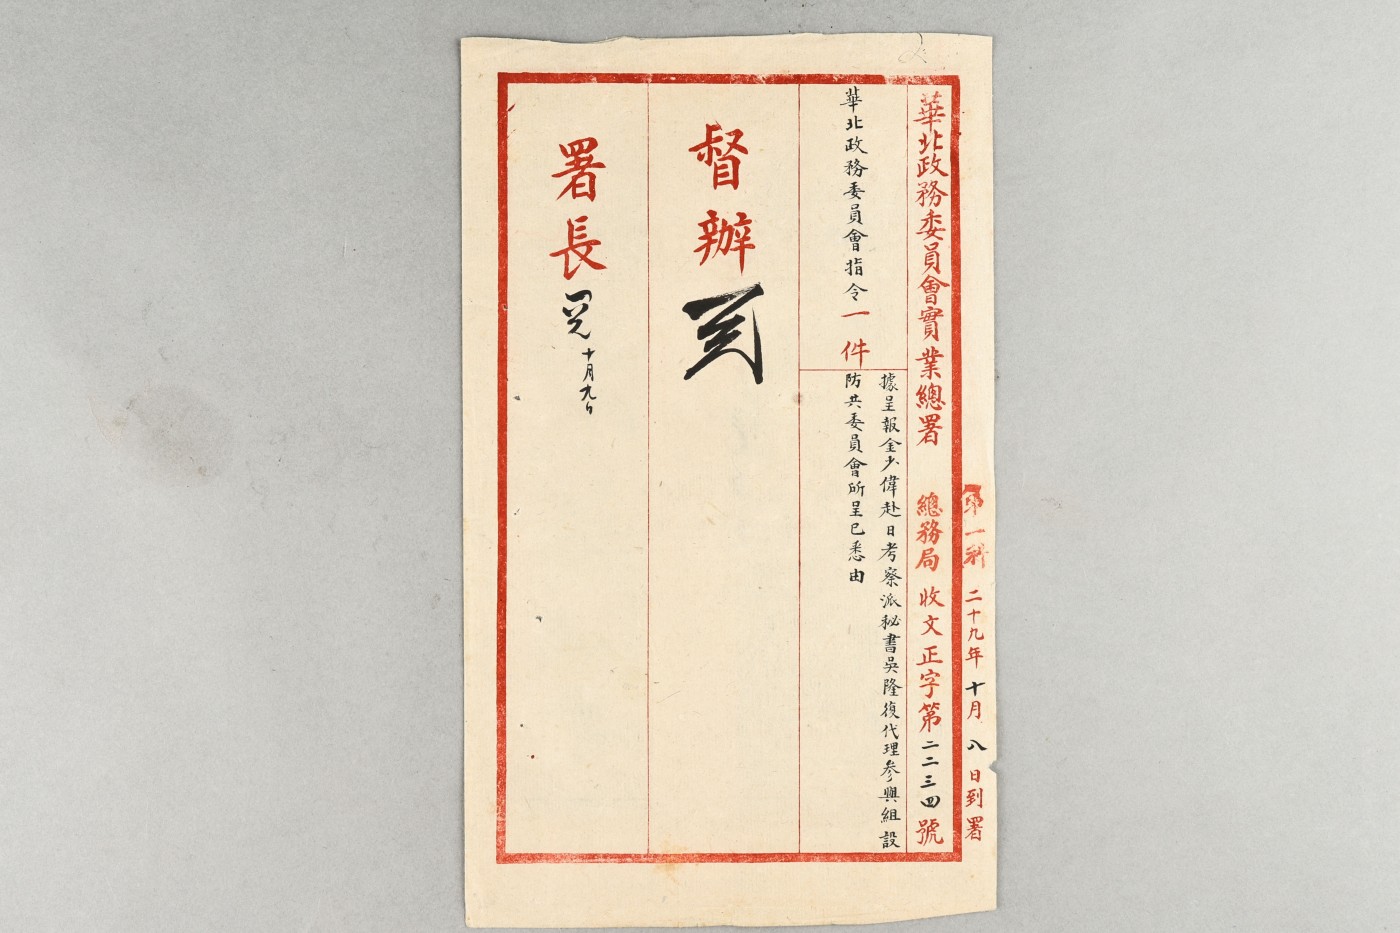 第一科 二十九年十月八日到署
華北政務委員會實業總署 總務局收文正字第二二三四號
華北政務委員會指令一件
據呈報金少偉赴日考察派秘書吳隆復代理參與組設
防共委員會所呈已悉由
督辦
署長 十月九日